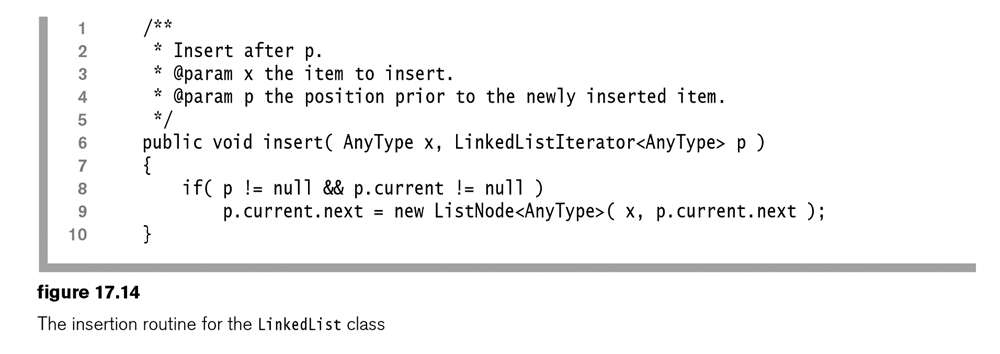 1 /**
2 * Insert after p.
3 * @param x the item to insert.
4 * @param p the position prior to the newly inserted item.
5 */
6 public void insert( AnyType x, LinkedListIterator<AnyType> p )
7 {
8 if( p != null && p.current != null )
9 p.current.next = new ListNode<AnyType>( x, p.current.next );
10 }
figure 17.14
The insertion routine for the LinkedList class